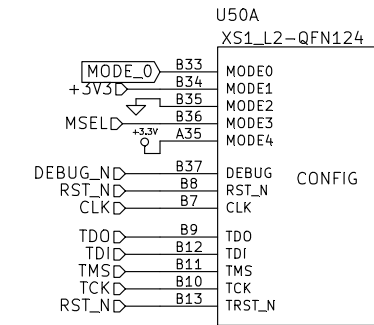 U50A
XS1_L2-QFN124
MODE_0 B33 MODE0
+3V3 B34 MODE1
B35 MODE2
MSEL B36 MODE3
+3.3V A35 MODE4
DEBUG_N B37 DEBUG
RST_N B8 RST_N
CLK B7 CLK
CONFIG
TDO B9 TDO
TDI B12 TDI
TMS B11 TMS
TCK B10 TCK
RST_N B13 TRST_N